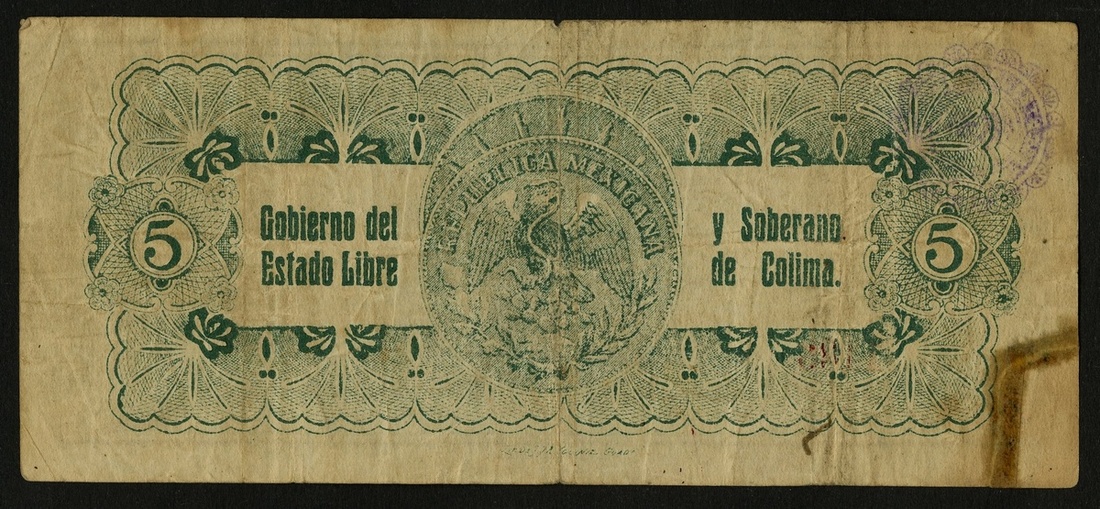 REPUBLICA MEXICANA
5
Gobierno del
Estado Libre
y Soberano
de Colima.
5